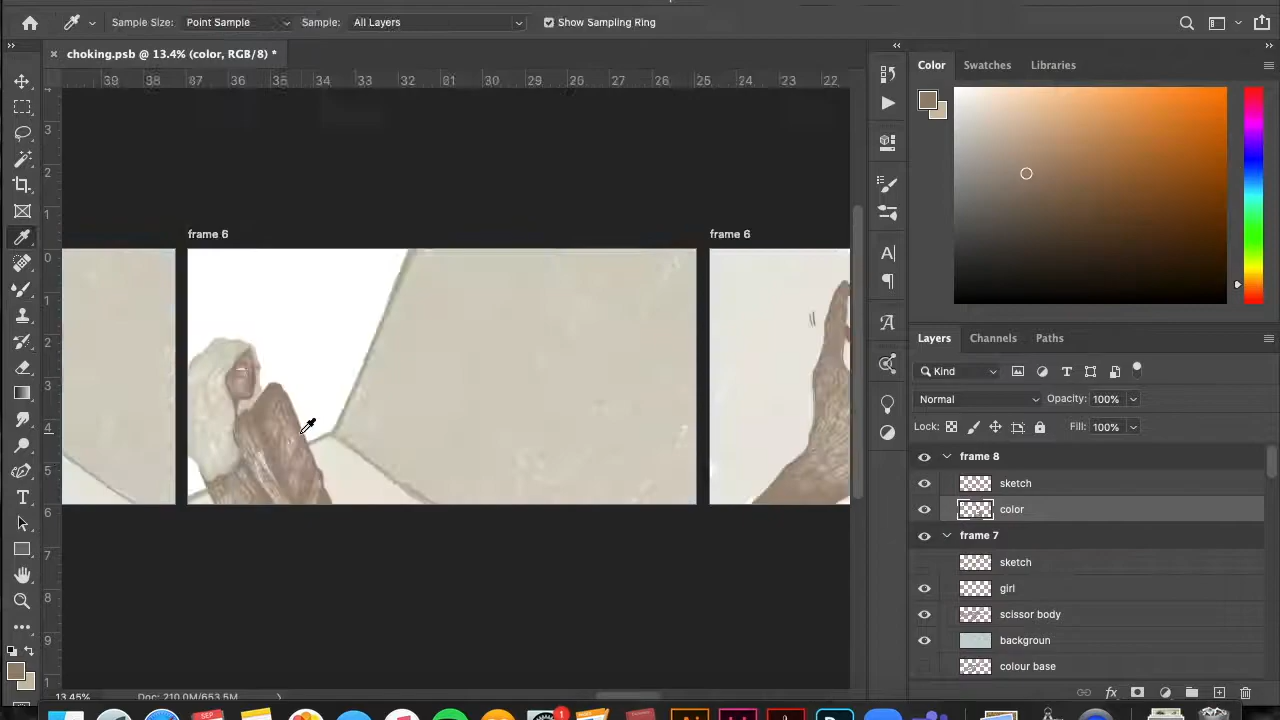 Sample Size: Point Sample Sample: All Layers Show Sampling Ring
× choking.psb @ 13.4% (color, RGB/8) *
39 38 37 36 35 34 33 32 31 30 29 28 27 26 25 24 23 22
3
2
1
0
1
2
3
4
5
6
7
8
9
frame 6
frame 6
Color Swatches Libraries
Layers Channels Paths
Kind
Normal Opacity: 100%
Lock: Fill: 100%
frame 8
sketch
color
frame 7
sketch
girl
scissor body
backgroun
colour base
13.45% Doc: 210.0M/653.5M
SEP
1